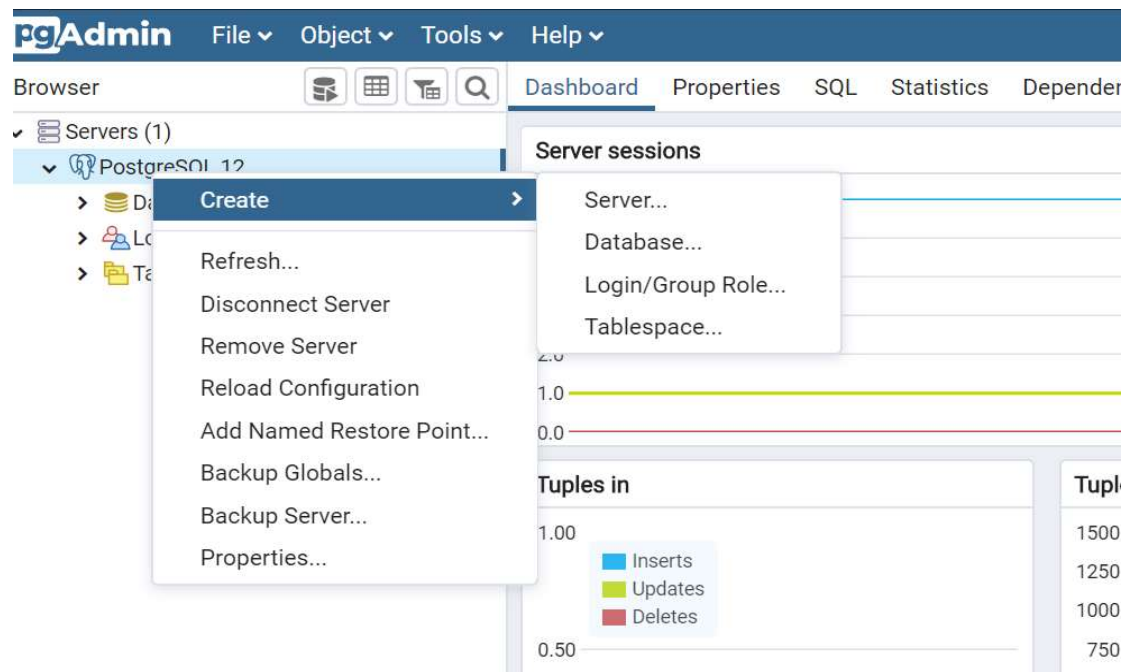 pgAdmin File Object Tools Help
Browser
Dashboard Properties SQL Statistics
Servers (1)
PostgreSQL 12
Server sessions
Create
Server...
Database...
Login/Group Role...
Tablespace...
Refresh...
Disconnect Server
Remove Server
Reload Configuration
Add Named Restore Point...
Backup Globals...
Backup Server...
Properties...
2.0
1.0
0.0
Tuples in
1.00
Inserts
Updates
Deletes
0.50
1500
1250
1000
750